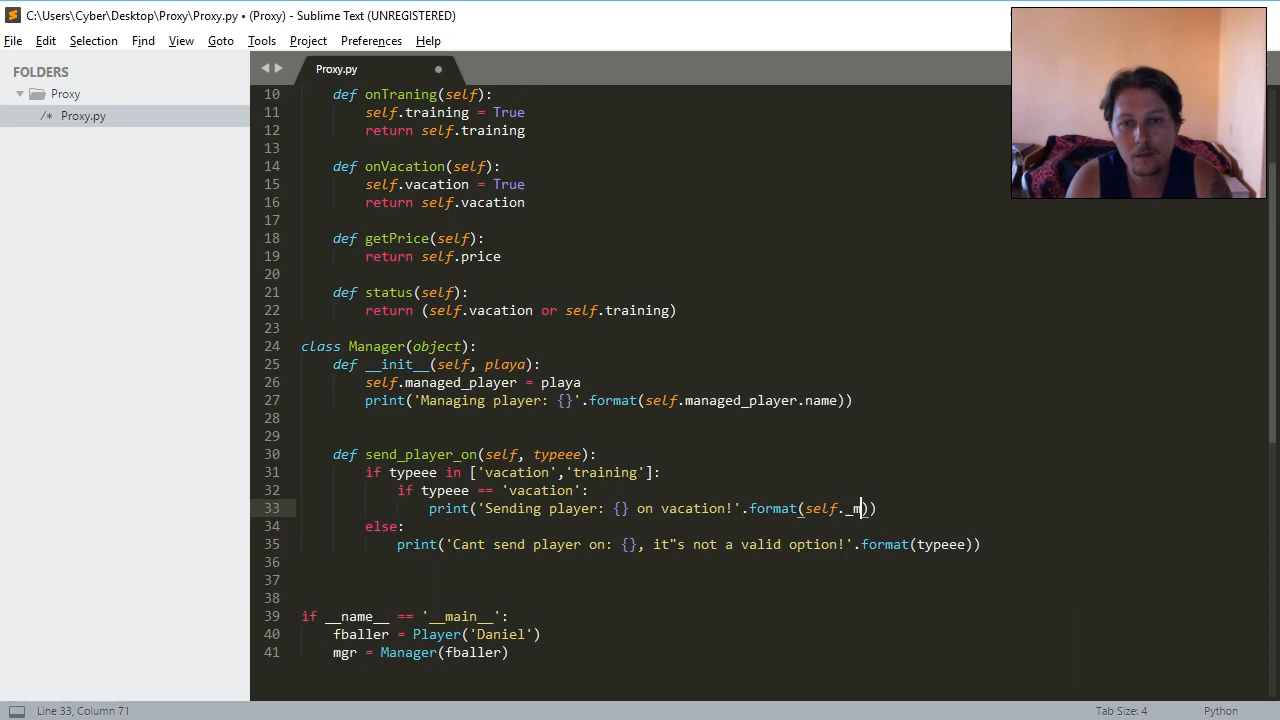 C:\Users\Cyber\Desktop\Proxy\Proxy.py • (Proxy) - Sublime Text (UNREGISTERED)
File Edit Selection Find View Goto Tools Project Preferences Help
FOLDERS
Proxy
/* Proxy.py
Proxy.py
10 def onTraning(self):
11 self.training = True
12 return self.training
13
14 def onVacation(self):
15 self.vacation = True
16 return self.vacation
17
18 def getPrice(self):
19 return self.price
20
21 def status(self):
22 return (self.vacation or self.training)
23
24 class Manager(object):
25 def __init__(self, playa):
26 self.managed_player = playa
27 print('Managing player: {}'.format(self.managed_player.name))
28
29
30 def send_player_on(self, typeee):
31 if typeee in ['vacation','training']:
32 if typeee == 'vacation':
33 print('Sending player: {} on vacation!'.format(self._m))
34 else:
35 print('Cant send player on: {}, it"s not a valid option!'.format(typeee))
36
37
38
39 if __name__ == '__main__':
40 fballer = Player('Daniel')
41 mgr = Manager(fballer)
Line 33, Column 71 Tab Size: 4 Python